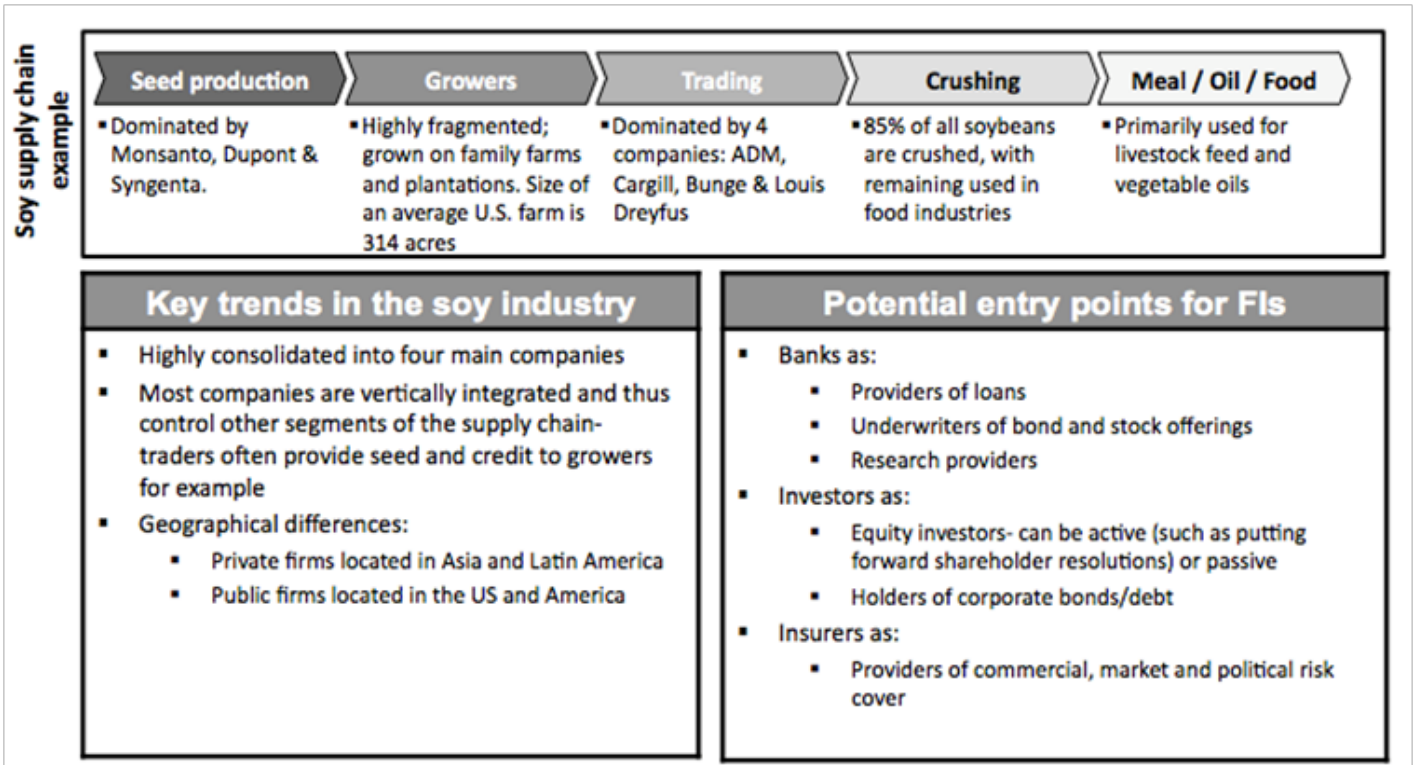 Soy supply chain
example
Seed production
Growers
Trading
Crushing
Meal / Oil / Food
▪Dominated by
Monsanto, Dupont &
Syngenta.
▪Highly fragmented;
grown on family farms
and plantations. Size of
an average U.S. farm is
314 acres
▪Dominated by 4
companies: ADM,
Cargill, Bunge & Louis
Dreyfus
▪85% of all soybeans
are crushed, with
remaining used in
food industries
▪Primarily used for
livestock feed and
vegetable oils
Key trends in the soy industry
▪ Highly consolidated into four main companies
▪ Most companies are vertically integrated and thus
control other segments of the supply chain-
traders often provide seed and credit to growers
for example
▪ Geographical differences:
▪ Private firms located in Asia and Latin America
▪ Public firms located in the US and America
Potential entry points for FIs
▪ Banks as:
▪ Providers of loans
▪ Underwriters of bond and stock offerings
▪ Research providers
▪ Investors as:
▪ Equity investors- can be active (such as putting
forward shareholder resolutions) or passive
▪ Holders of corporate bonds/debt
▪ Insurers as:
▪ Providers of commercial, market and political risk
cover